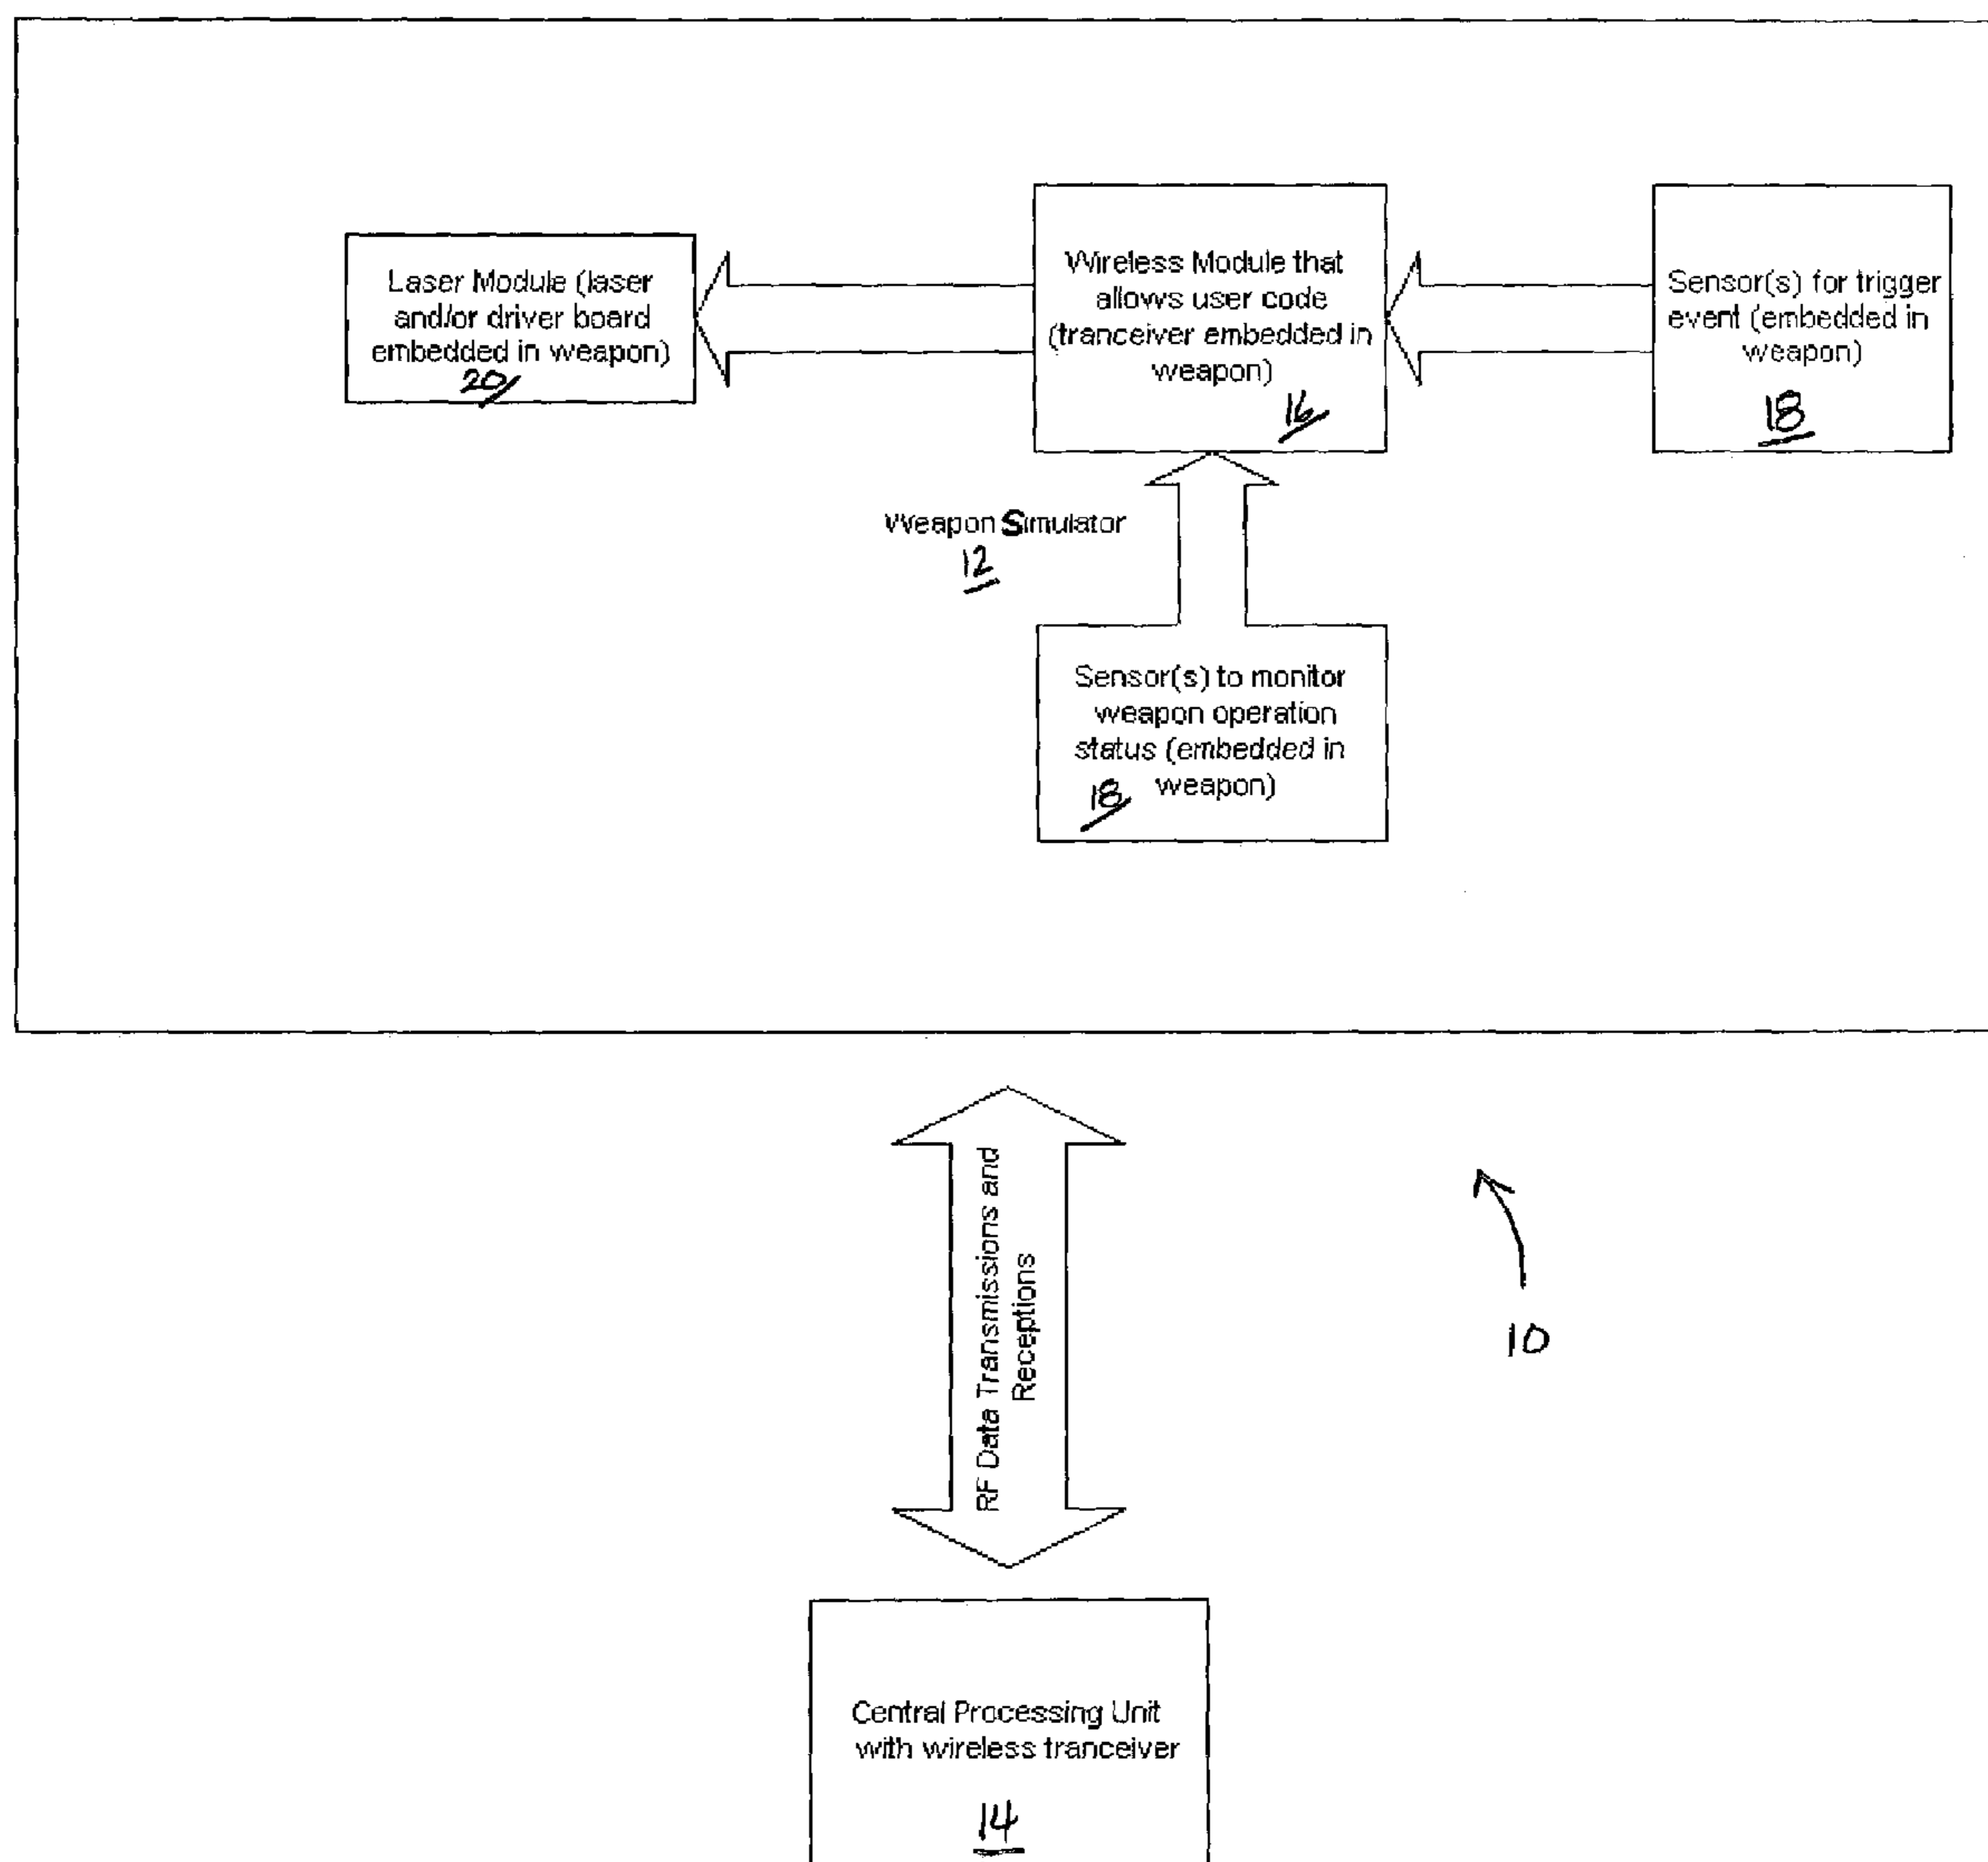 Laser Module (laser
and/or driver board
embedded in weapon)
20
Wireless Module that
allows user code
(tranceiver embedded in
weapon)
16
Sensor(s) for trigger
event (embedded in
weapon)
18
Weapon Simulator
12
Sensor(s) to monitor
weapon operation
status (embedded in
weapon)
18
RF Data Transmissions and
Receptions
10
Central Processing Unit
with wireless tranceiver
14